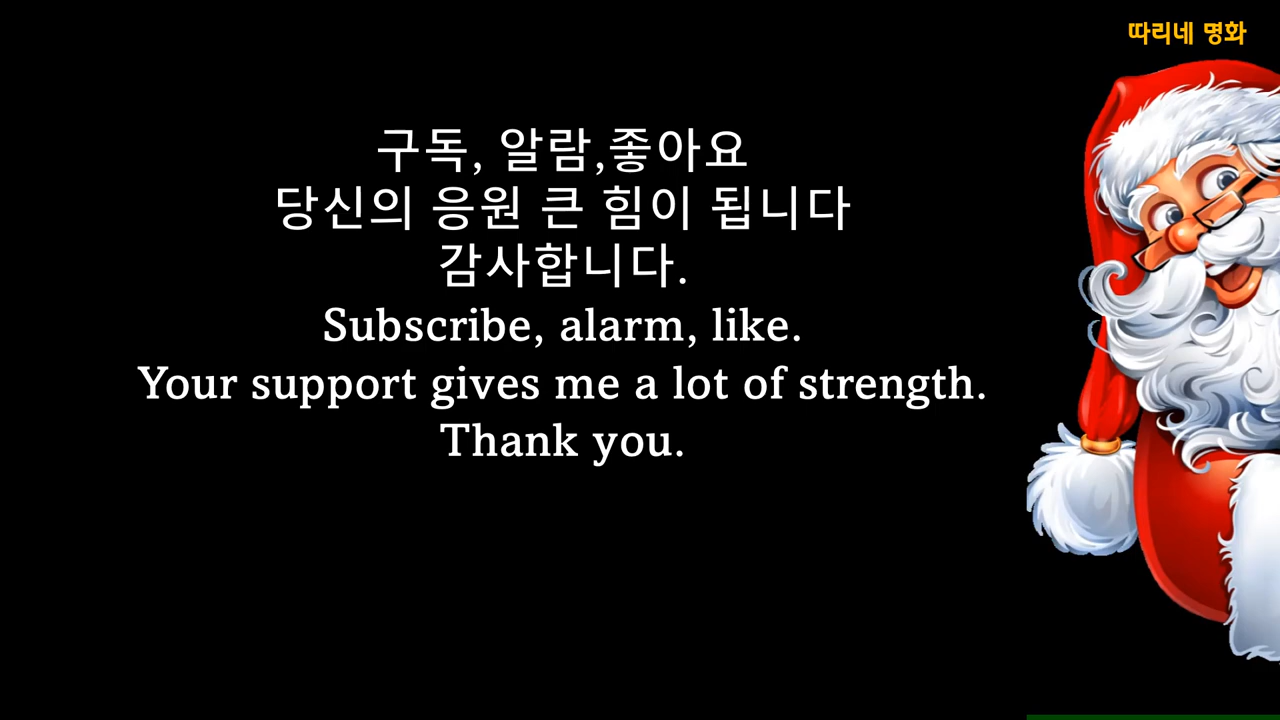 따리네 명화
구독, 알람,좋아요
당신의 응원 큰 힘이 됩니다
감사합니다.
Subscribe, alarm, like.
Your support gives me a lot of strength.
Thank you.